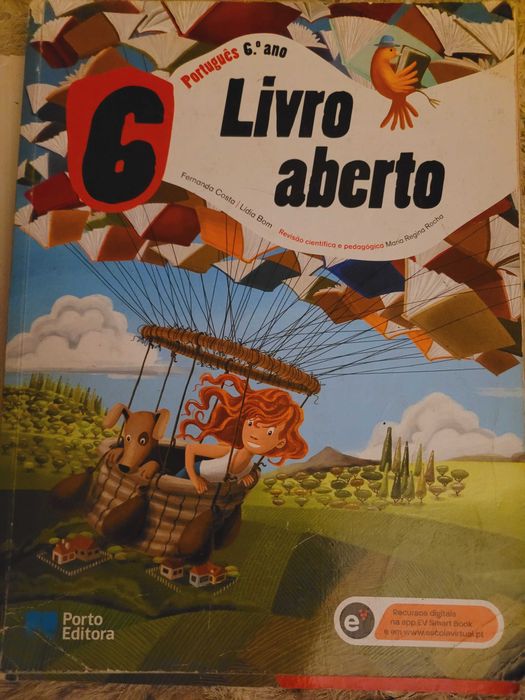 Português 6.º ano
6
Livro
aberto
Fernanda Costa / Lídia Bom
Revisão científica e pedagógica Maria Regina Rocha
Porto
Editora
e
Recursos digitais
na app EV Smart Book
e em www.escolavirtual.pt